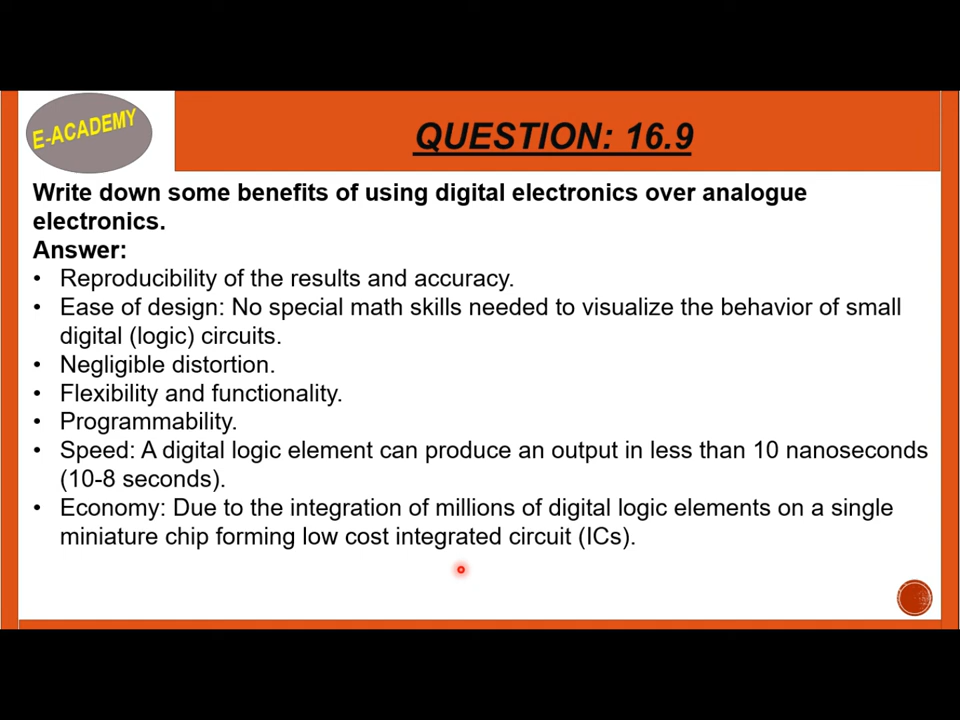 E-ACADEMY
QUESTION: 16.9
Write down some benefits of using digital electronics over analogue
electronics.
Answer:
• Reproducibility of the results and accuracy.
• Ease of design: No special math skills needed to visualize the behavior of small
digital (logic) circuits.
• Negligible distortion.
• Flexibility and functionality.
• Programmability.
• Speed: A digital logic element can produce an output in less than 10 nanoseconds
(10-8 seconds).
• Economy: Due to the integration of millions of digital logic elements on a single
miniature chip forming low cost integrated circuit (ICs).